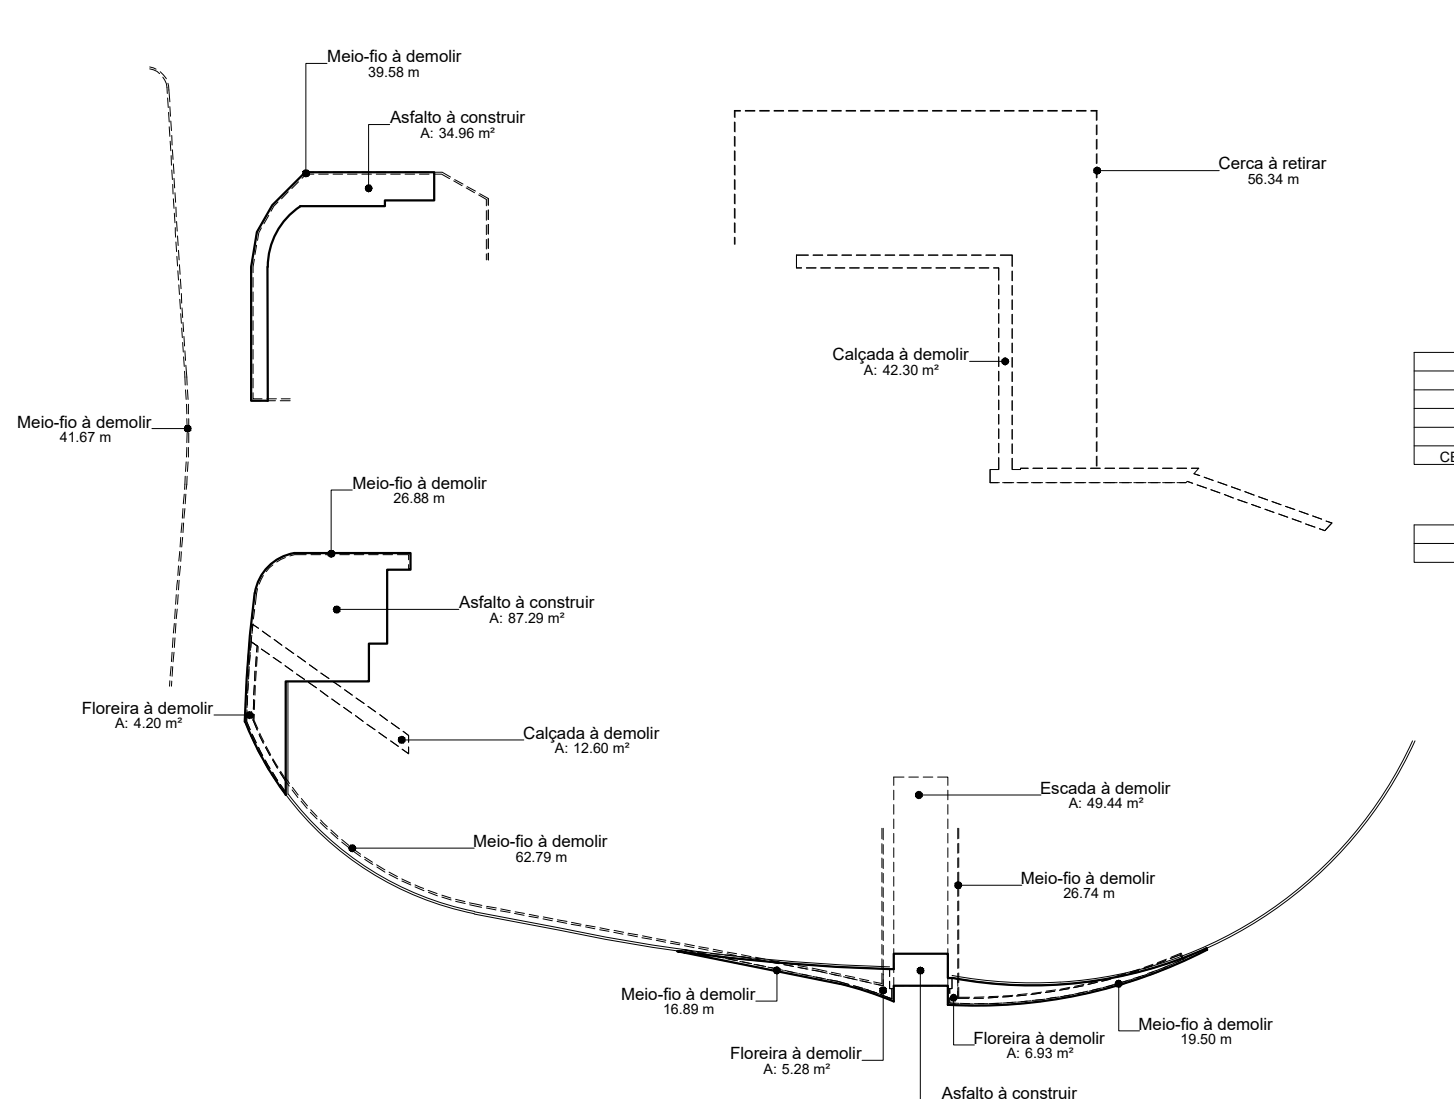 Meio-fio à demolir
39.58 m
Asfalto à construir
A: 34.96 m²
Cerca à retirar
56.34 m
Calçada à demolir
A: 42.30 m²
Meio-fio à demolir
41.67 m
CE
Meio-fio à demolir
26.88 m
Asfalto à construir
A: 87.29 m²
Floreira à demolir
A: 4.20 m²
Calçada à demolir
A: 12.60 m²
Escada à demolir
A: 49.44 m²
Meio-fio à demolir
62.79 m
Meio-fio à demolir
26.74 m
Meio-fio à demolir
16.89 m
Meio-fio à demolir
19.50 m
Floreira à demolir
A: 6.93 m²
Floreira à demolir
A: 5.28 m²
Asfalto à construir